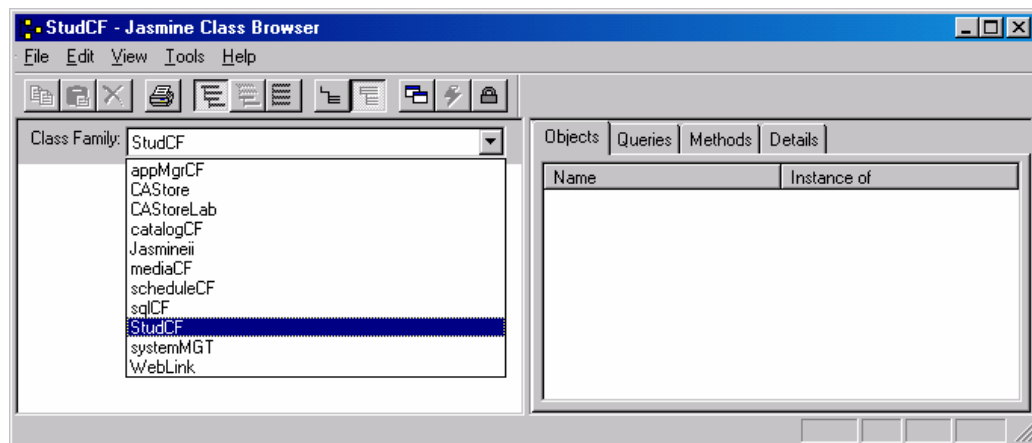 StudCF - Jasmine Class Browser
File Edit View Tools Help
Class Family: StudCF
appMgrCF
CAStore
CAStoreLab
catalogCF
Jasmineii
mediaCF
scheduleCF
sqlCF
StudCF
systemMGT
WebLink
Objects Queries Methods Details
Name Instance of